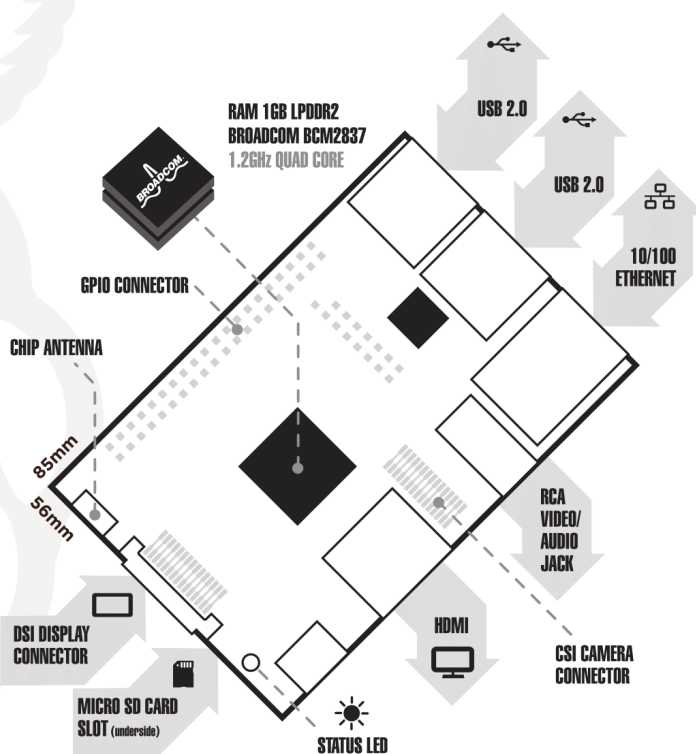 USB 2.0
RAM 1GB LPDDR2
BROADCOM BCM2837
1.2GHz QUAD CORE
BROADCOM.
USB 2.0
10/100
ETHERNET
GPIO CONNECTOR
CHIP ANTENNA
85mm
56mm
RCA
VIDEO/
AUDIO
JACK
DSI DISPLAY
CONNECTOR
HDMI
CSI CAMERA
CONNECTOR
MICRO SD CARD
SLOT (underside)
STATUS LED